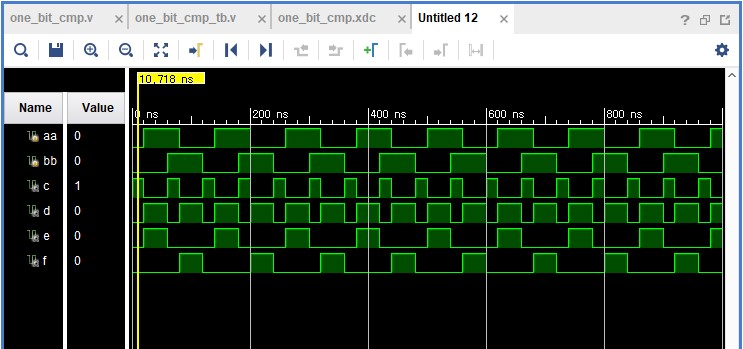 one_bit_cmp.v × one_bit_cmp_tb.v × one_bit_cmp.xdc × Untitled 12 × ?
10,718 ns
Name Value
0 ns 200 ns 400 ns 600 ns 800 ns
aa 0
bb 0
c 1
d 0
e 0
f 0